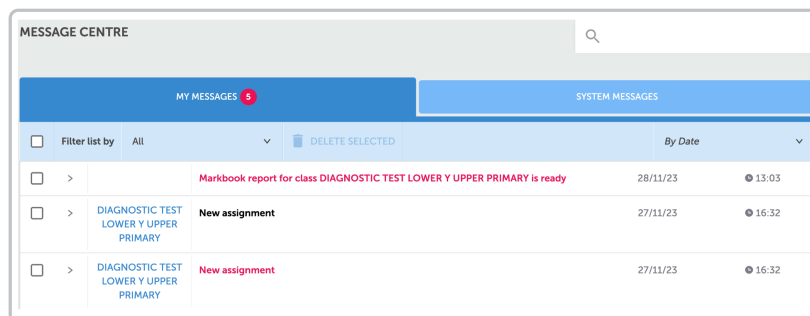 MESSAGE CENTRE
MY MESSAGES 5
SYSTEM MESSAGES
Filter list by All DELETE SELECTED By Date
Markbook report for class DIAGNOSTIC TEST LOWER Y UPPER PRIMARY is ready 28/11/23 13:03
DIAGNOSTIC TEST New assignment 27/11/23 16:32
LOWER Y UPPER
PRIMARY
DIAGNOSTIC TEST New assignment 27/11/23 16:32
LOWER Y UPPER
PRIMARY